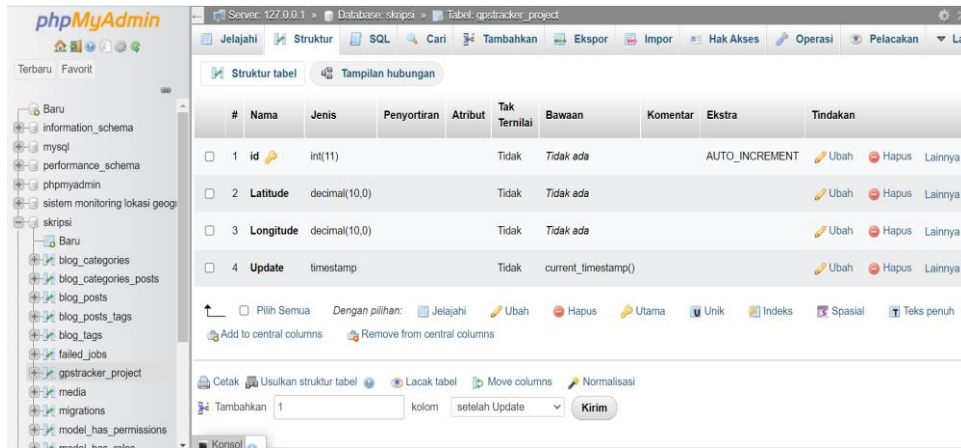 phpMyAdmin
Terbaru Favorit
Baru
information_schema
mysql
performance_schema
phpmyadmin
sistem monitoring lokasi geogr
skripsi
Baru
blog_categories
blog_categories_posts
blog_posts
blog_posts_tags
blog_tags
failed_jobs
gpstracker_project
media
migrations
model_has_permissions
model_has_roles
Server: 127.0.0.1 » Database: skripsi » Tabel: gpstracker_project
Jelajahi Struktur SQL Cari Tambahkan Ekspor Impor Hak Akses Operasi Pelacakan La
Struktur tabel Tampilan hubungan
# Nama Jenis Penyortiran Atribut Tak Ternilai Bawaan Komentar Ekstra Tindakan
1 id int(11) Tidak Tidak ada AUTO_INCREMENT Ubah Hapus Lainnya
2 Latitude decimal(10,0) Tidak Tidak ada Ubah Hapus Lainnya
3 Longitude decimal(10,0) Tidak Tidak ada Ubah Hapus Lainnya
4 Update timestamp Tidak current_timestamp() Ubah Hapus Lainnya
Pilih Semua Dengan pilihan: Jelajahi Ubah Hapus Utama Unik Indeks Spasial Teks penuh
Add to central columns Remove from central columns
Cetak Usulkan struktur tabel Lacak tabel Move columns Normalisasi
Tambahkan 1 kolom setelah Update Kirim
Konsol